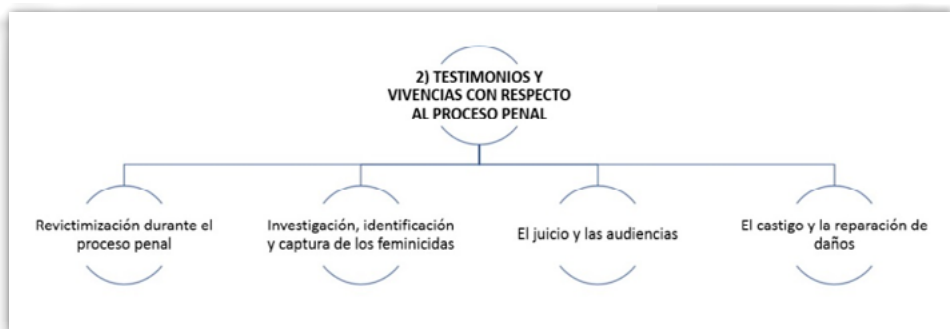 2) TESTIMONIOS Y
VIVENCIAS CON RESPECTO
AL PROCESO PENAL
Revictimización durante el
proceso penal
Investigación, identificación
y captura de los feminicidas
El juicio y las audiencias
El castigo y la reparación de
daños